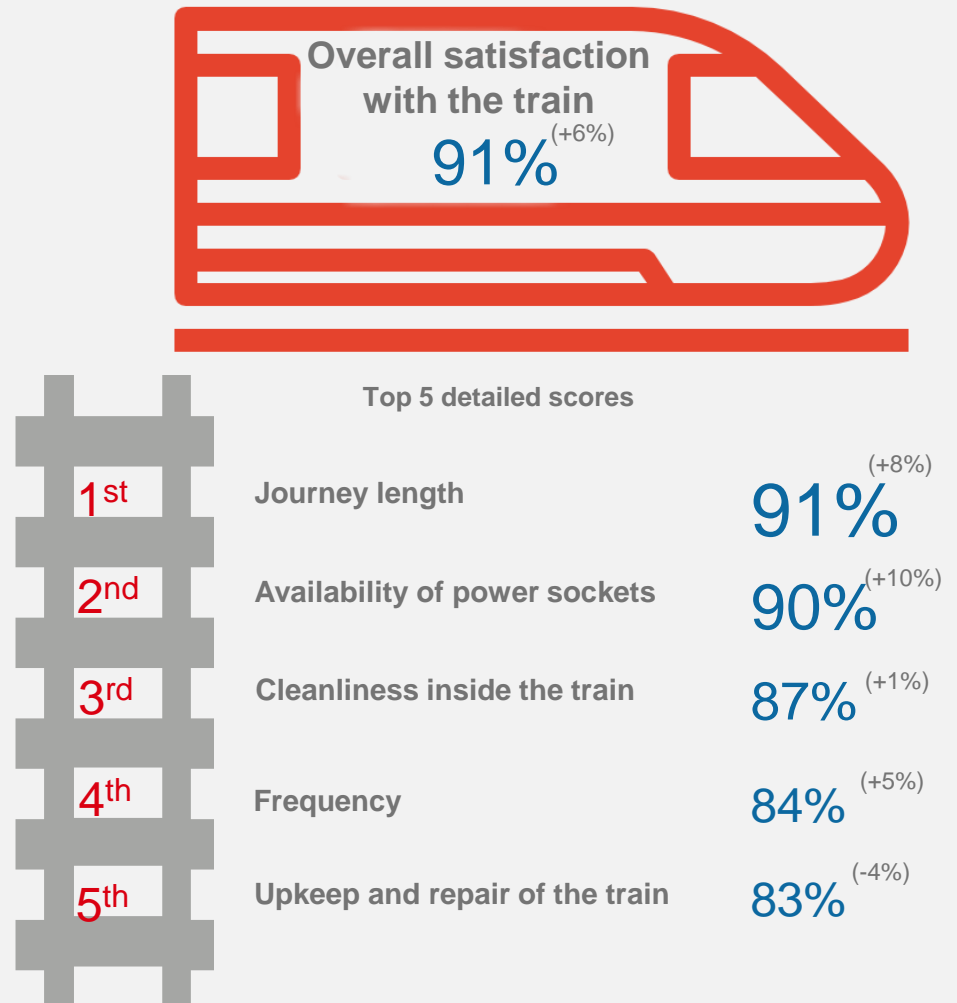 Overall satisfaction
with the train
91% (+6%)
Top 5 detailed scores
1st Journey length 91% (+8%)
2nd Availability of power sockets 90% (+10%)
3rd Cleanliness inside the train 87% (+1%)
4th Frequency 84% (+5%)
5th Upkeep and repair of the train 83% (-4%)